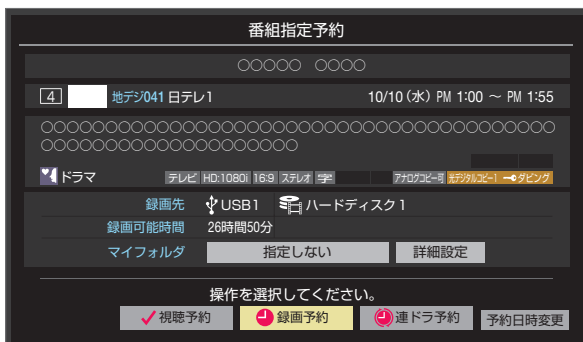 番組指定予約
○○○○○ ○○○○
4 地デジ041 日テレ1 10/10(水) PM 1:00 ～ PM 1:55
○○○○○○○○○○○○○○○○○○○○○○○○○○○○○○○○○○○○○○○○
○○○○○○○○○○○○○○○○○○○○
ドラマ テレビ HD:1080i 16:9 ステレオ 字 アナログコピー可 光デジタルコピー1 ダビング
録画先 USB1 ハードディスク1
録画可能時間 26時間50分
マイフォルダ 指定しない 詳細設定
操作を選択してください。
視聴予約 録画予約 連ドラ予約 予約日時変更